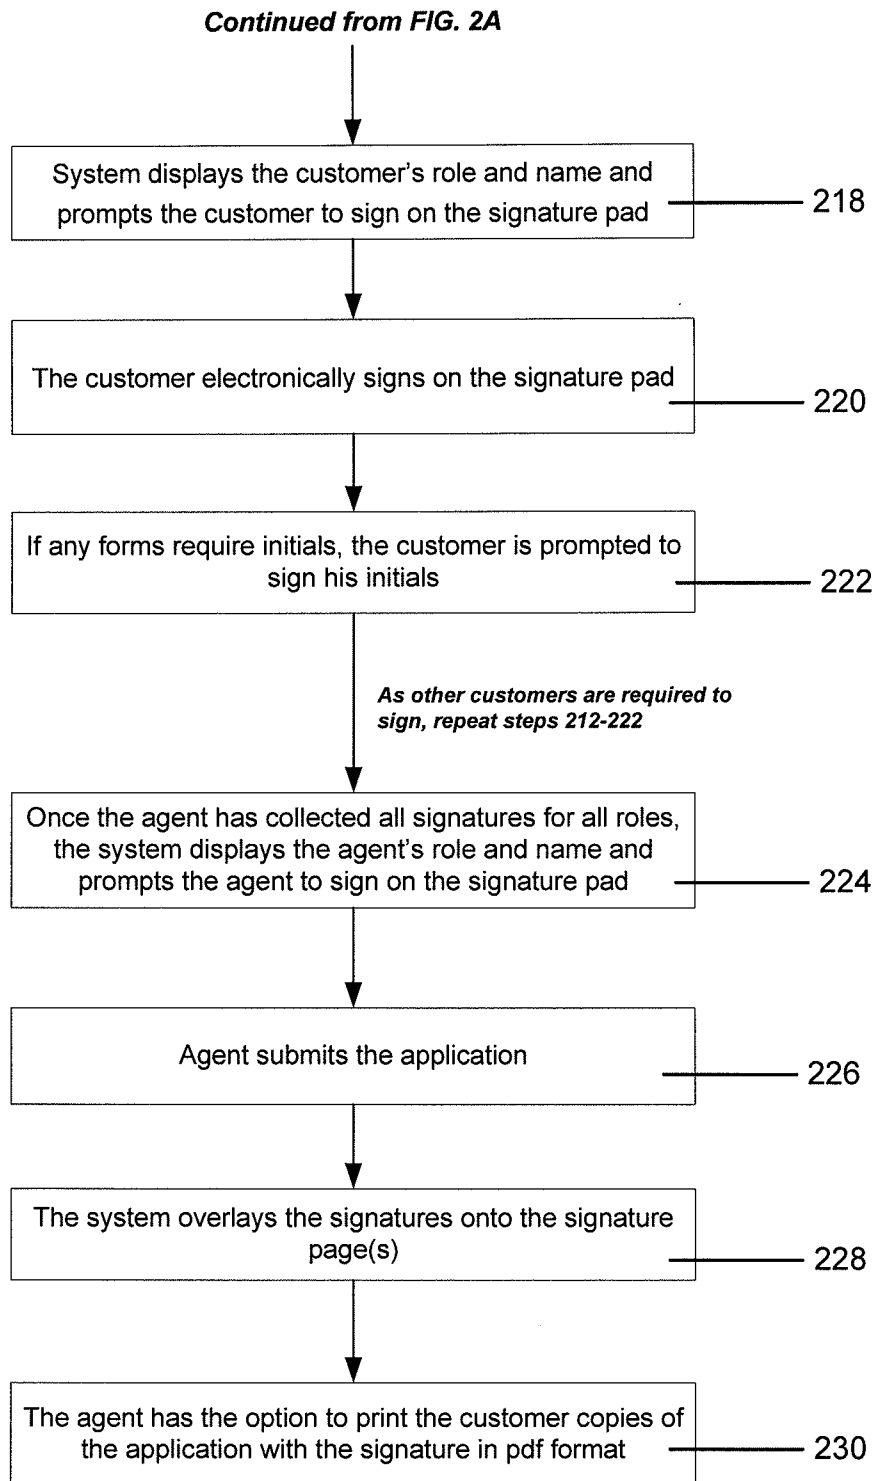 Continued from FIG. 2A
System displays the customer's role and name and
prompts the customer to sign on the signature pad
218
The customer electronically signs on the signature pad
220
If any forms require initials, the customer is prompted to
sign his initials
222
As other customers are required to
sign, repeat steps 212-222
Once the agent has collected all signatures for all roles,
the system displays the agent's role and name and
prompts the agent to sign on the signature pad
224
Agent submits the application
226
The system overlays the signatures onto the signature
page(s)
228
The agent has the option to print the customer copies of
the application with the signature in pdf format
230